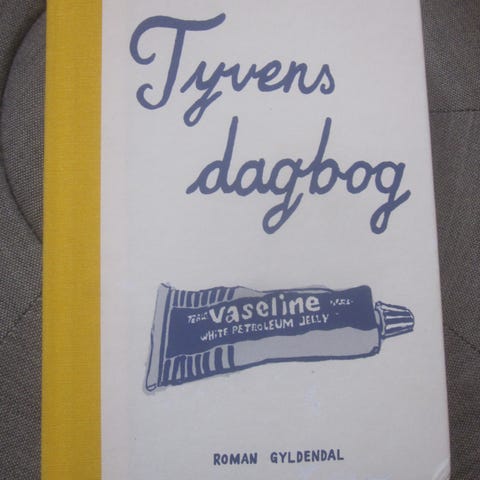 Tyvens
dagbog
vaseline
WHITE PETROLEUM JELLY
ROMAN GYLDENDAL